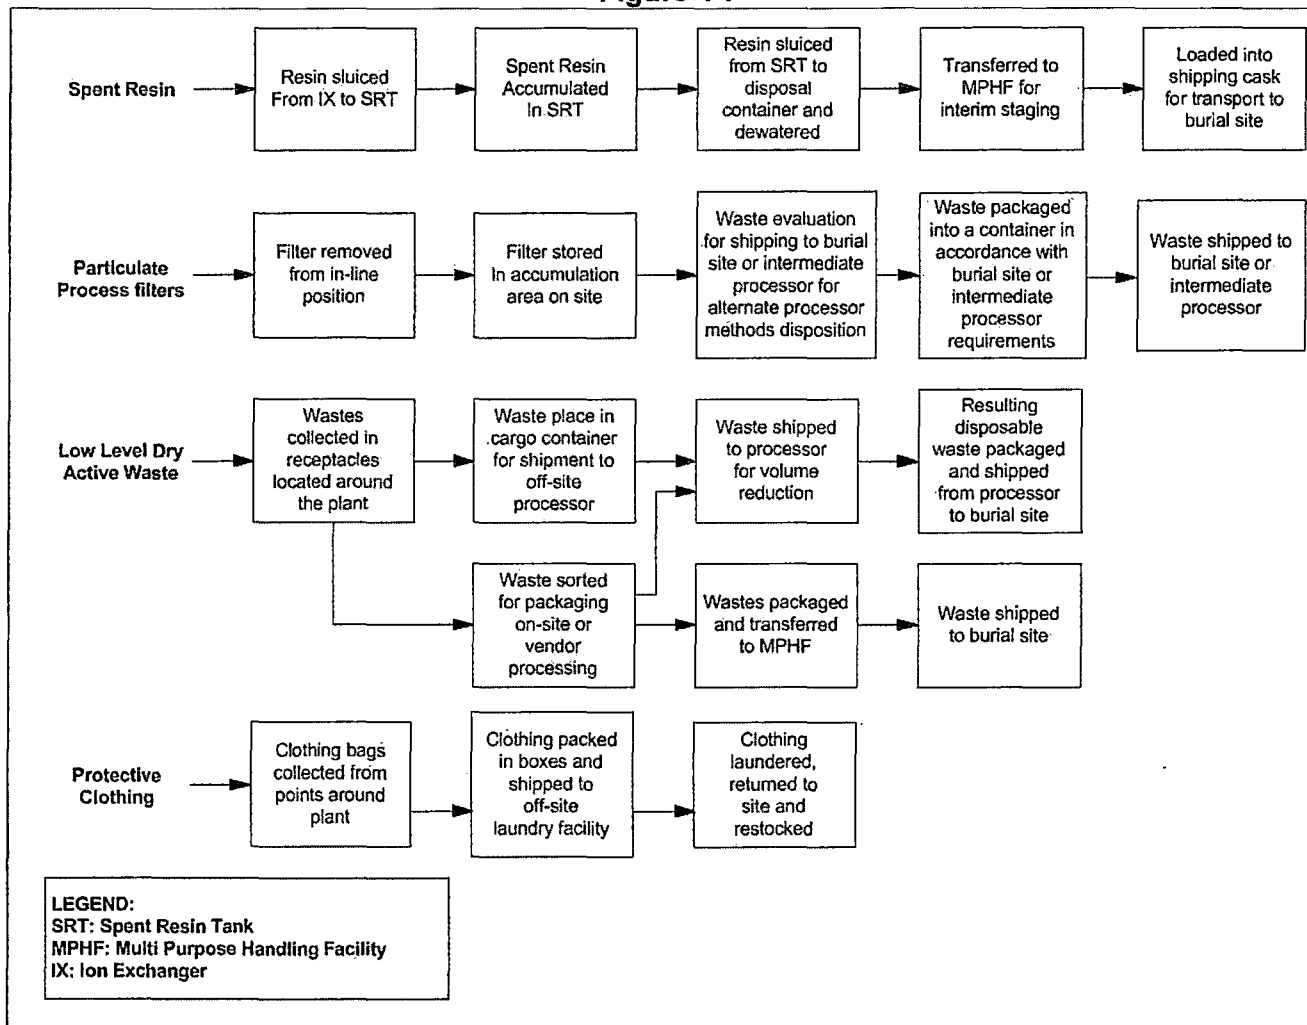 Spent Resin
Resin sluiced
From IX to SRT
Spent Resin
Accumulated
In SRT
Resin sluiced
from SRT to
disposal
container and
dewatered
Transferred to
MPHF for
interim staging
Loaded into
shipping cask
for transport to
burial site
Particulate
Process filters
Filter removed
from in-line
position
Filter stored
In accumulation
area on site
Waste evaluation
for shipping to burial
site or intermediate
processor for
alternate processor
methods disposition
Waste packaged
into a container in
accordance with
burial site or
intermediate
processor
requirements
Waste shipped to
burial site or
intermediate
processor
Low Level Dry
Active Waste
Wastes
collected in
receptacles
located around
the plant
Waste place in
cargo container
for shipment to
off-site
processor
Waste shipped
to processor
for volume
reduction
Resulting
disposable
waste packaged
and shipped
from processor
to burial site
Waste sorted
for packaging
on-site or
vendor
processing
Wastes packaged
and transferred
to MPHF
Waste shipped
to burial site
Protective
Clothing
Clothing bags
collected from
points around
plant
Clothing packed
in boxes and
shipped to
off-site
laundry facility
Clothing
laundered,
returned to
site and
restocked
LEGEND:
SRT: Spent Resin Tank
MPHF: Multi Purpose Handling Facility
IX: Ion Exchanger